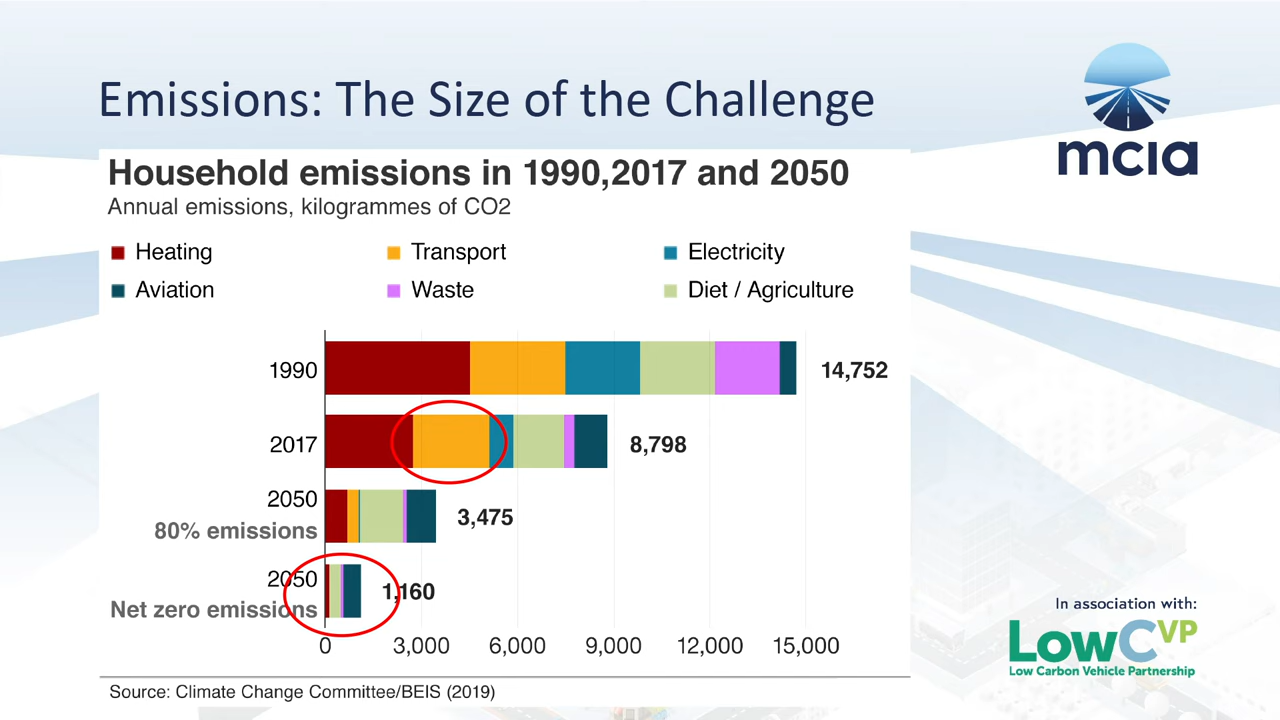 Emissions: The Size of the Challenge
mcia
Household emissions in 1990,2017 and 2050
Annual emissions, kilogrammes of CO2
Heating
Transport
Electricity
Aviation
Waste
Diet / Agriculture
1990
14,752
2017
8,798
2050
80% emissions
3,475
2050
Net zero emissions
1,160
0
3,000
6,000
9,000
12,000
15,000
Source: Climate Change Committee/BEIS (2019)
In association with:
LowCVP
Low Carbon Vehicle Partnership